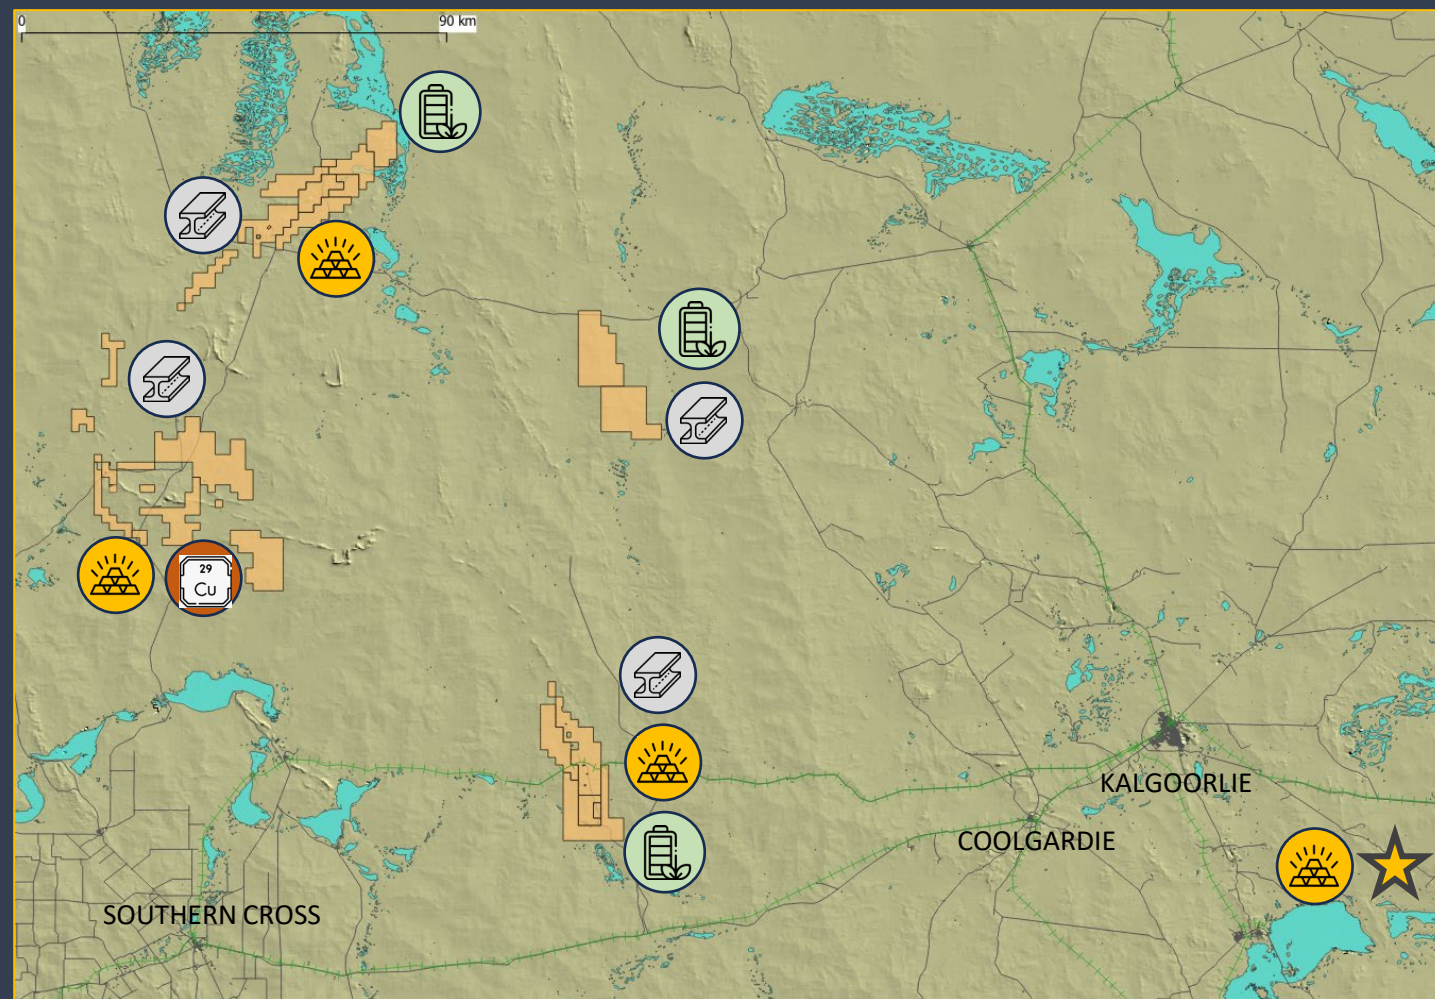 0
90 km
29
Cu
KALGOORLIE
COOLGARDIE
SOUTHERN CROSS